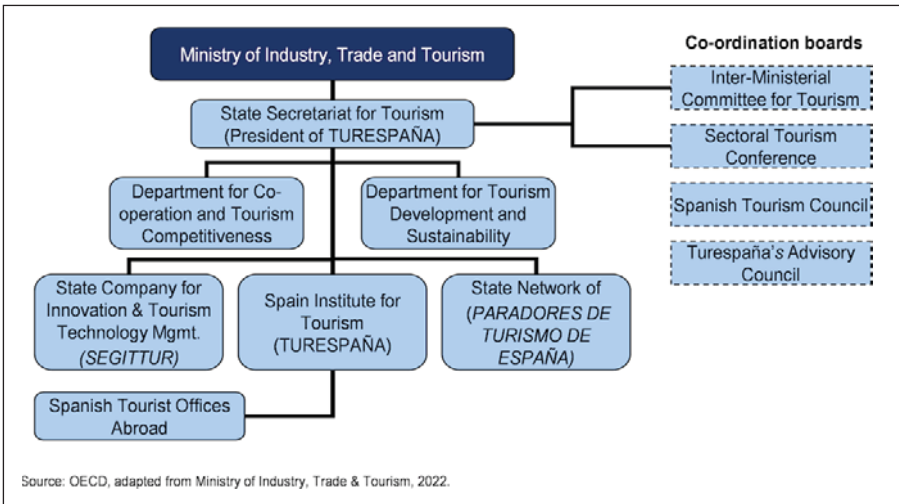 Ministry of Industry, Trade and Tourism
Co-ordination boards
State Secretariat for Tourism
(President of TURESPAÑA)
Inter-Ministerial
Committee for Tourism
Sectoral Tourism
Conference
Department for Co-
operation and Tourism
Competitiveness
Department for Tourism
Development and
Sustainability
Spanish Tourism Council
Turespaña's Advisory
Council
State Company for
Innovation & Tourism
Technology Mgmt.
(SEGITTUR)
Spain Institute for
Tourism
(TURESPAÑA)
State Network of
(PARADORES DE
TURISMO DE
ESPAÑA)
Spanish Tourist Offices
Abroad
Source: OECD, adapted from Ministry of Industry, Trade & Tourism, 2022.